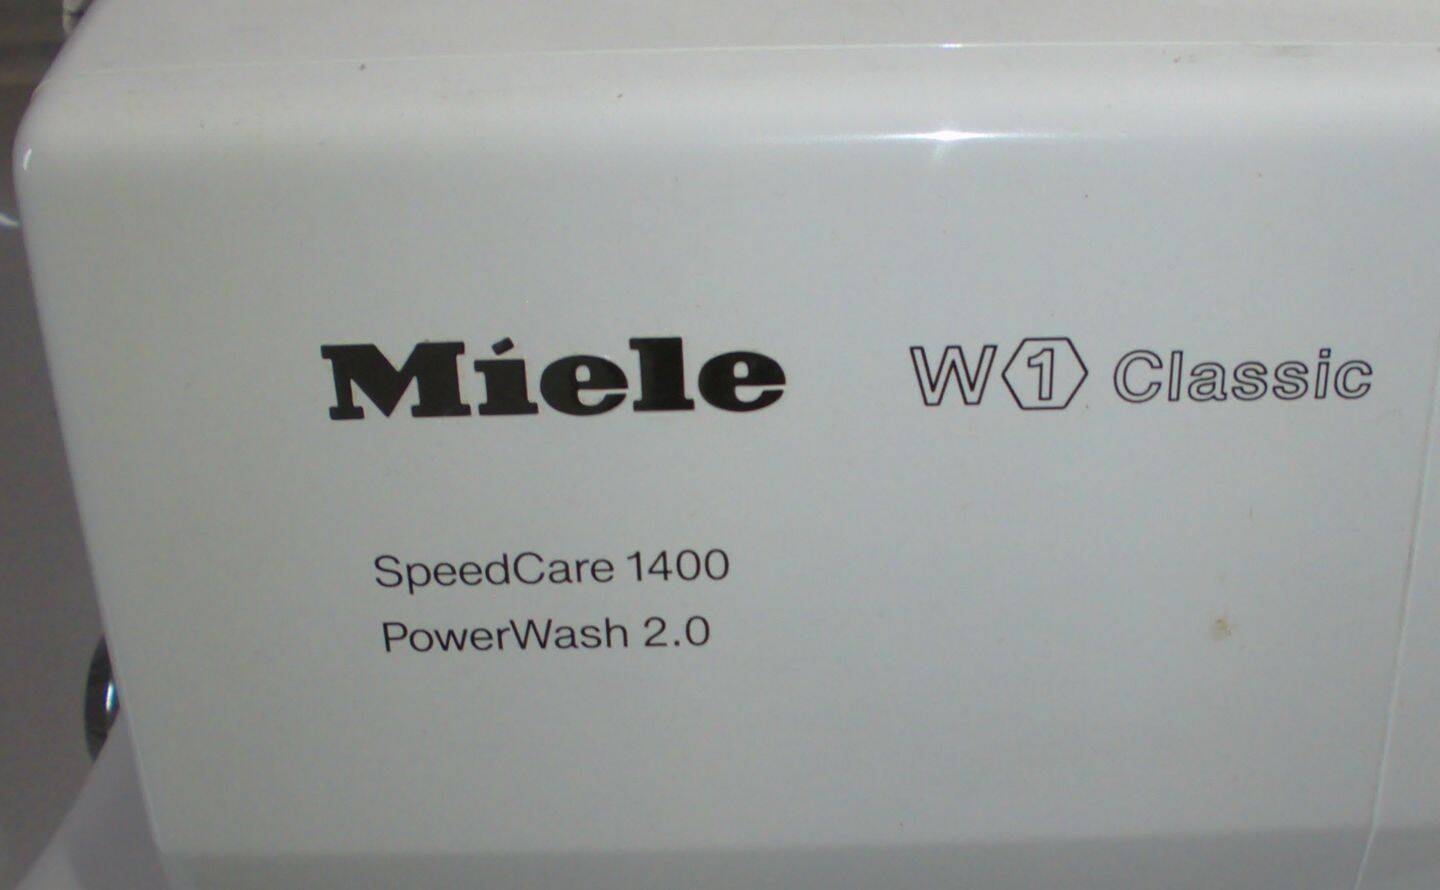 Miele W1 Classic
SpeedCare 1400
PowerWash 2.0